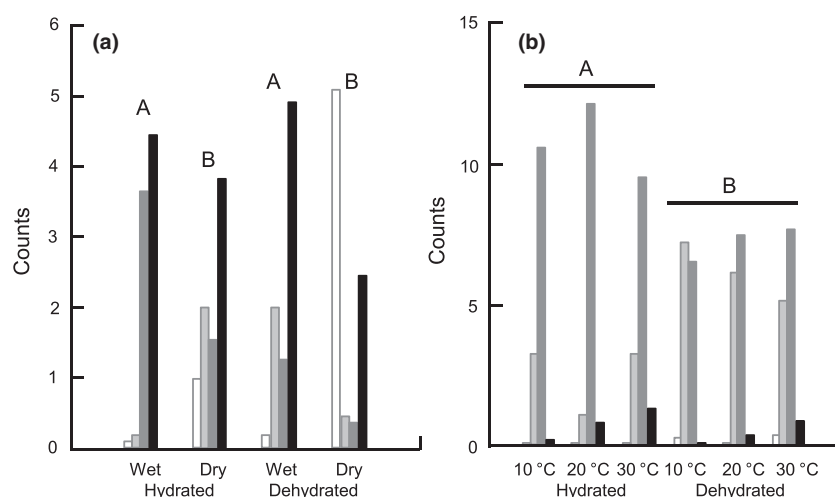 (a)
6
5
4
3
2
1
0
Counts
A
B
A
B
Wet Dry Wet Dry
Hydrated Dehydrated
(b)
15
10
5
0
Counts
A
B
10 °C 20 °C 30 °C 10 °C 20 °C 30 °C
Hydrated Dehydrated